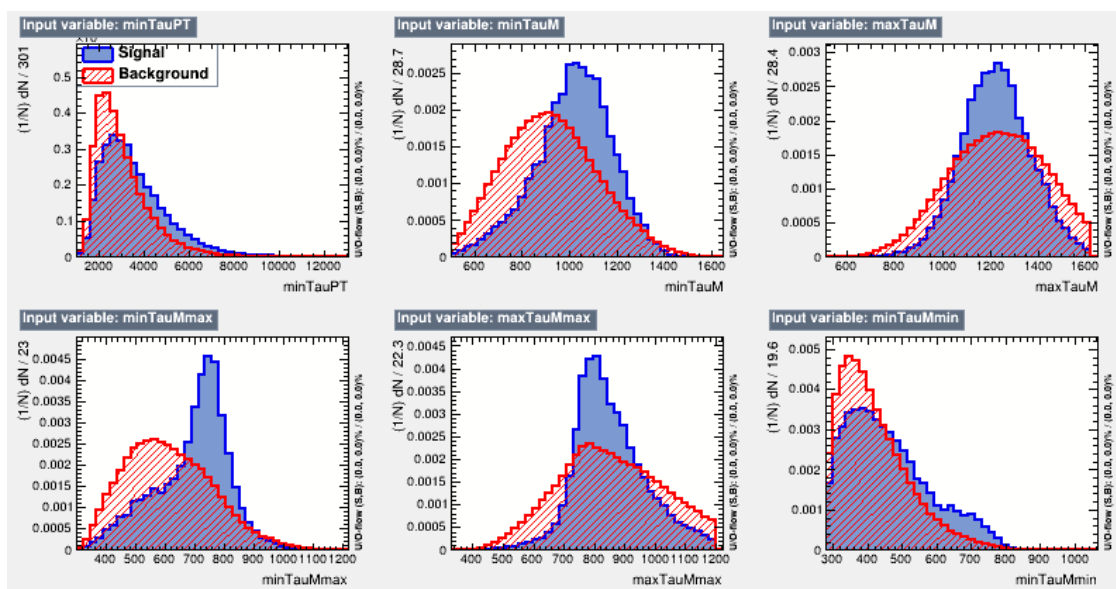 Input variable: minTauPT
Input variable: minTauM
Input variable: maxTauM
Signal
Background
(1/N) dN / 301
0.5
0.4
0.3
0.2
0.1
0
2000 4000 6000 8000 10000 12000
minTauPT
U/O-flow (S,B): (0.0, 0.0)% / (0.0, 0.0)%
(1/N) dN / 28.7
0.0025
0.002
0.0015
0.001
0.0005
0
600 800 1000 1200 1400 1600
minTauM
U/O-flow (S,B): (0.0, 0.0)% / (0.0, 0.0)%
(1/N) dN / 28.4
0.003
0.0025
0.002
0.0015
0.001
0.0005
0
600 800 1000 1200 1400 1600
maxTauM
U/O-flow (S,B): (0.0, 0.0)% / (0.0, 0.0)%
Input variable: minTauMmax
Input variable: maxTauMmax
Input variable: minTauMmin
(1/N) dN / 23
0.0045
0.004
0.0035
0.003
0.0025
0.002
0.0015
0.001
0.0005
0
400 500 600 700 800 900 1000 1100 1200
minTauMmax
U/O-flow (S,B): (0.0, 0.0)% / (0.0, 0.0)%
(1/N) dN / 22.3
0.0045
0.004
0.0035
0.003
0.0025
0.002
0.0015
0.001
0.0005
0
400 500 600 700 800 900 1000 1100 1200
maxTauMmax
U/O-flow (S,B): (0.0, 0.0)% / (0.0, 0.0)%
(1/N) dN / 19.6
0.005
0.004
0.003
0.002
0.001
0
300 400 500 600 700 800 900 1000
minTauMmin
U/O-flow (S,B): (0.0, 0.0)% / (0.0, 0.0)%